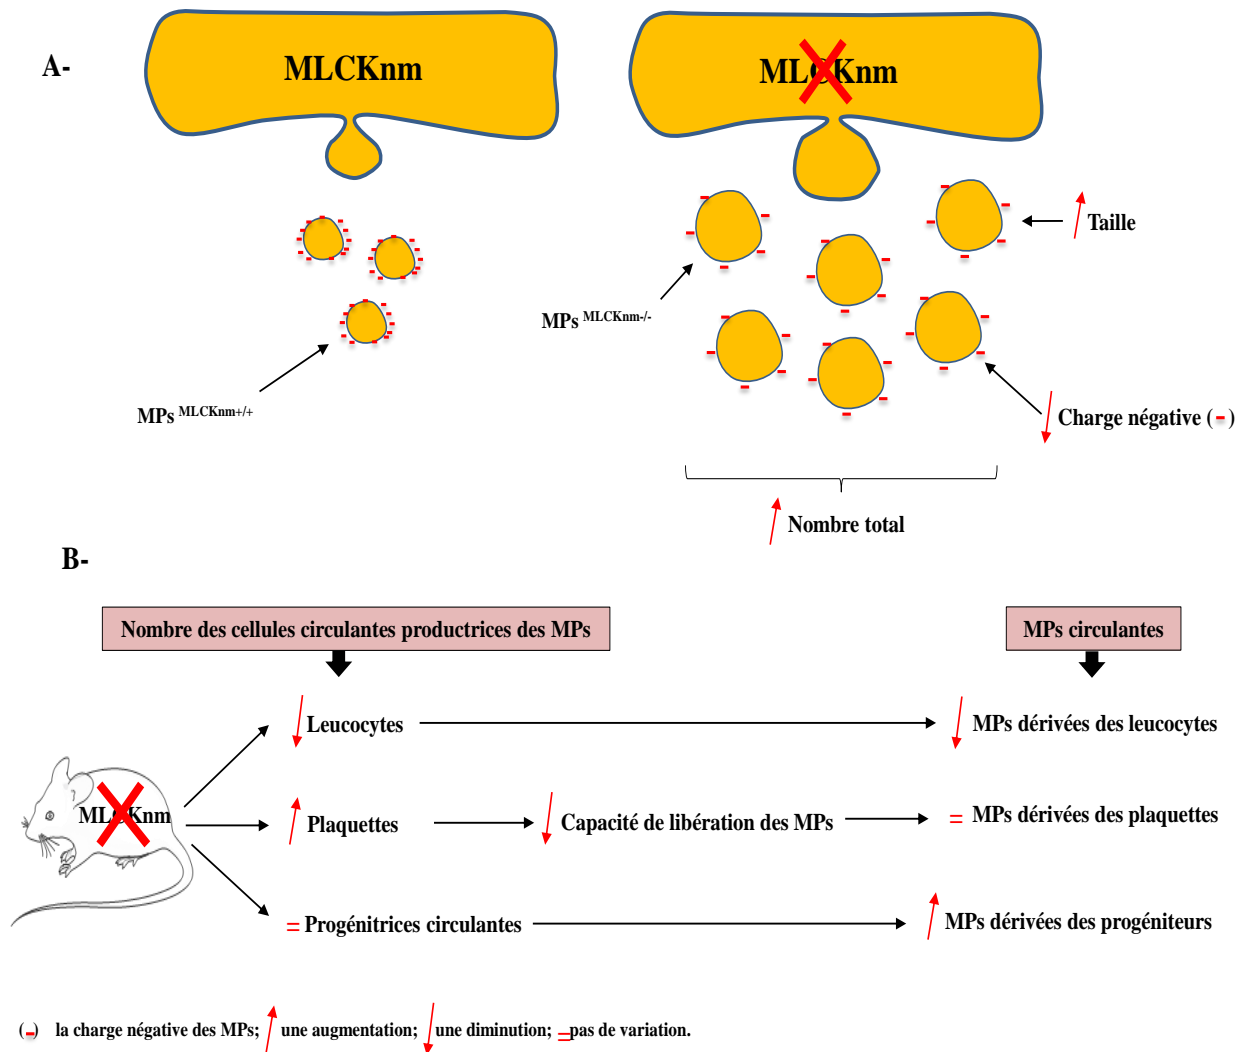 A-
MLCKnm
MLCKnm
Taille
MPs MLCKnm-/-
MPs MLCKnm+/+
Charge négative (-)
Nombre total
B-
Nombre des cellules circulantes productrices des MPs
MPs circulantes
Leucocytes
MPs dérivées des leucocytes
MLCKnm
Plaquettes
Capacité de libération des MPs
= MPs dérivées des plaquettes
= Progénitrices circulantes
MPs dérivées des progéniteurs
(-) la charge négative des MPs; une augmentation; une diminution; =pas de variation.